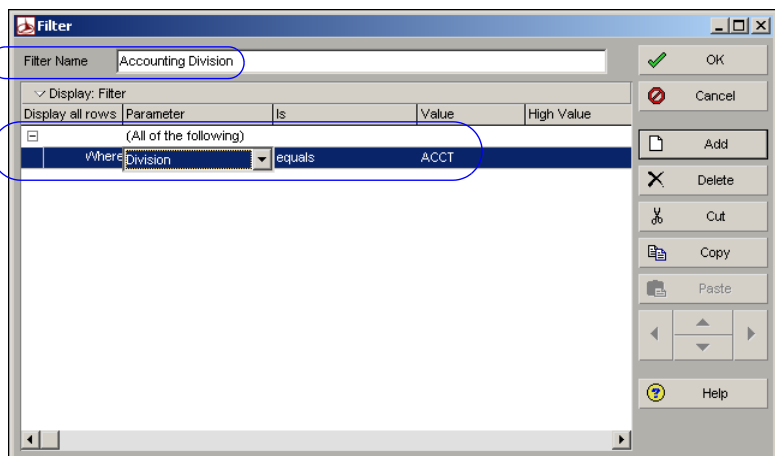 Filter
Filter Name Accounting Division
OK
Display: Filter
Cancel
Display all rows Parameter Is Value High Value
(All of the following)
Add
Where Division equals ACCT
Delete
Cut
Copy
Paste
Help